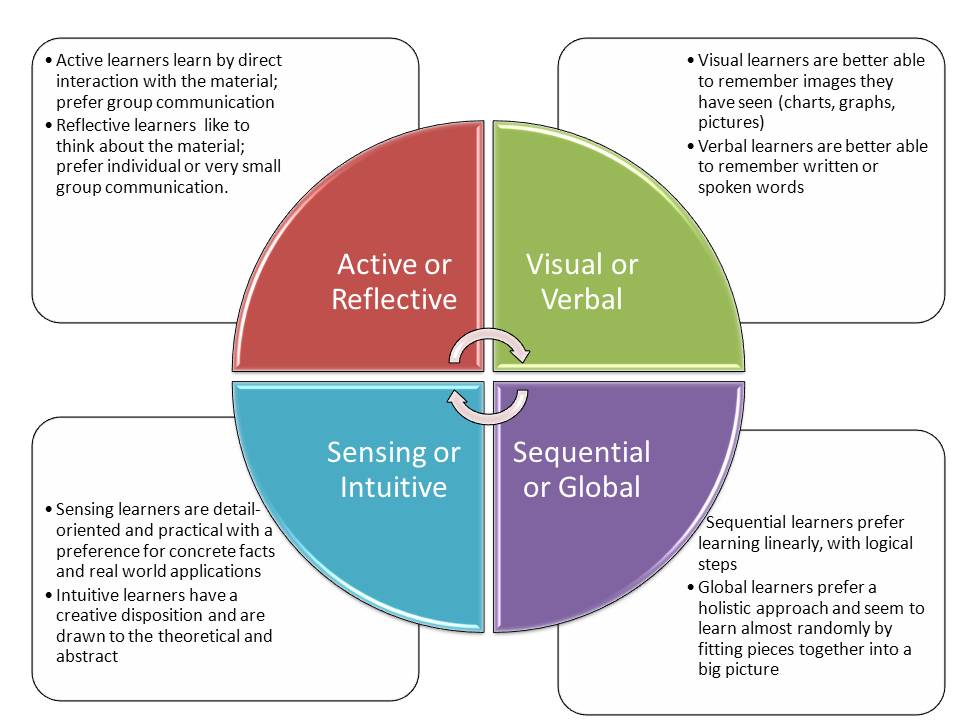 • Active learners learn by direct
interaction with the material;
prefer group communication
• Reflective learners  like to
think about the material;
prefer individual or very small
group communication.
• Visual learners are better able
to remember images they
have seen (charts, graphs,
pictures)
• Verbal learners are better able
to remember written or
spoken words
Active or
Reflective
Visual or
Verbal
Sensing or
Intuitive
Sequential
or Global
• Sensing learners are detail-
oriented and practical with a
preference for concrete facts
and real world applications
• Intuitive learners have a
creative disposition and are
drawn to the theoretical and
abstract
Sequential learners prefer
learning linearly, with logical
steps
• Global learners prefer a
holistic approach and seem to
learn almost randomly by
fitting pieces together into a
big picture